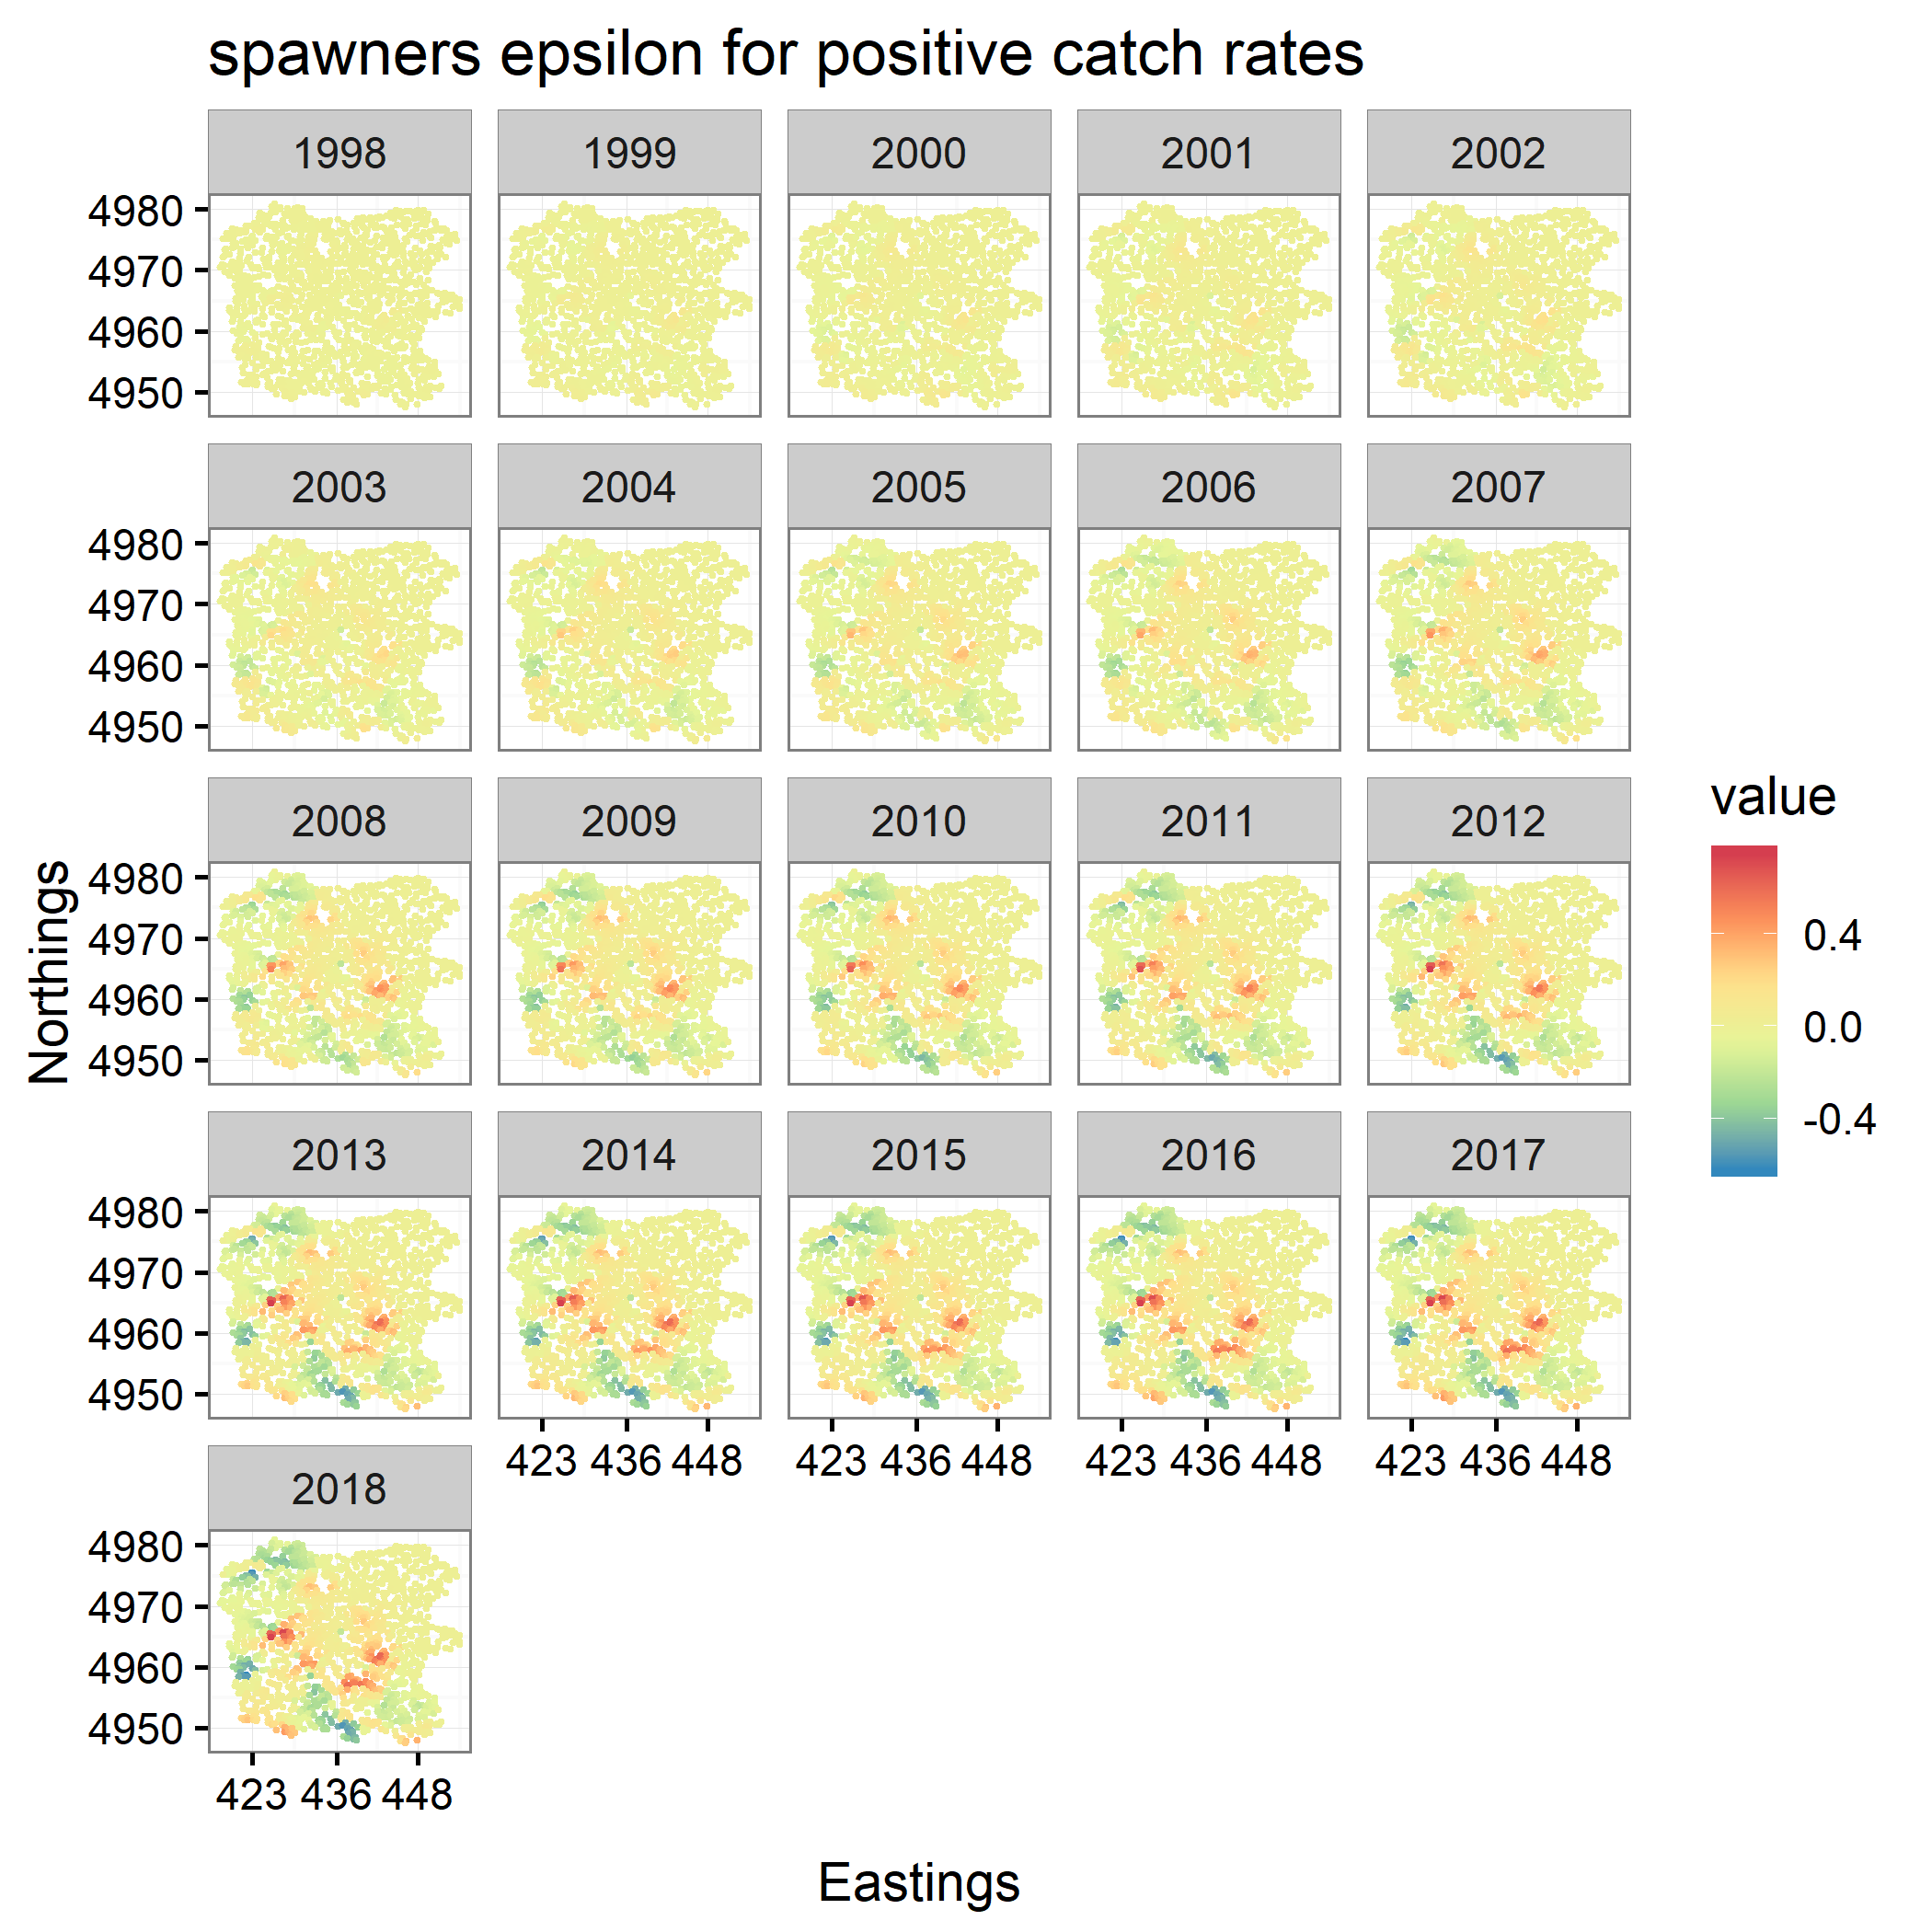 spawners epsilon for positive catch rates
1998 1999 2000 2001 2002
4980
4970
4960
4950
2003 2004 2005 2006 2007
4980
4970
4960
4950
2008 2009 2010 2011 2012
4980
4970
4960
4950
2013 2014 2015 2016 2017
4980
4970
4960
4950
423 436 448 423 436 448 423 436 448 423 436 448
2018
4980
4970
4960
4950
423 436 448
Northings
Eastings
value
0.4
0.0
-0.4